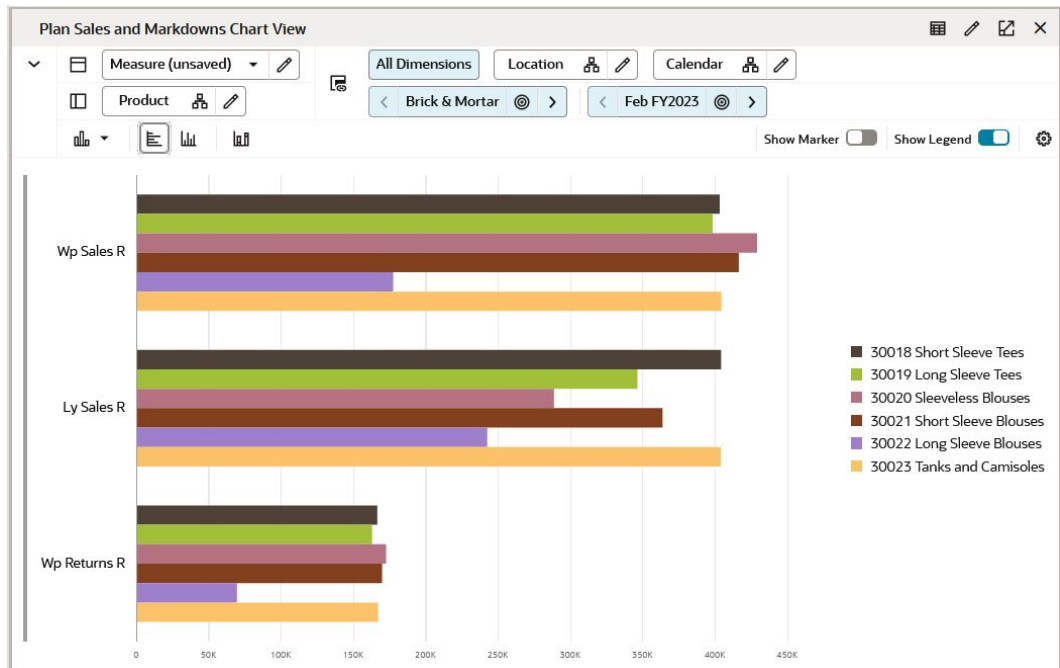 Plan Sales and Markdowns Chart View
Measure (unsaved)
All Dimensions
Location
Calendar
Product
Brick & Mortar
Feb FY2023
Show Marker
Show Legend
Wp Sales R
Ly Sales R
Wp Returns R
30018 Short Sleeve Tees
30019 Long Sleeve Tees
30020 Sleeveless Blouses
30021 Short Sleeve Blouses
30022 Long Sleeve Blouses
30023 Tanks and Camisoles
0 50K 100K 150K 200K 250K 300K 350K 400K 450K